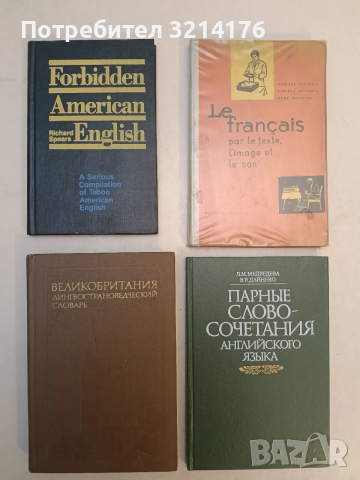 Потребител 3214176
Forbidden
American
Richard
Spears
English
A Serious
Compilation
of Taboo
American
English
Le français
par le texte,
l'image et
le son
ВЕЛИКОБРИТАНИЯ
ЛИНГВОСТРАНОВЕДЧЕСКИЙ
СЛОВАРЬ
Л.М.МЕДВЕДЕВА
В.В.ДАЙНЕКО
ПАРНЫЕ
СЛОВО-
СОЧЕТАНИЯ
АНГЛИЙСКОГО
ЯЗЫКА
BAZAR
bg